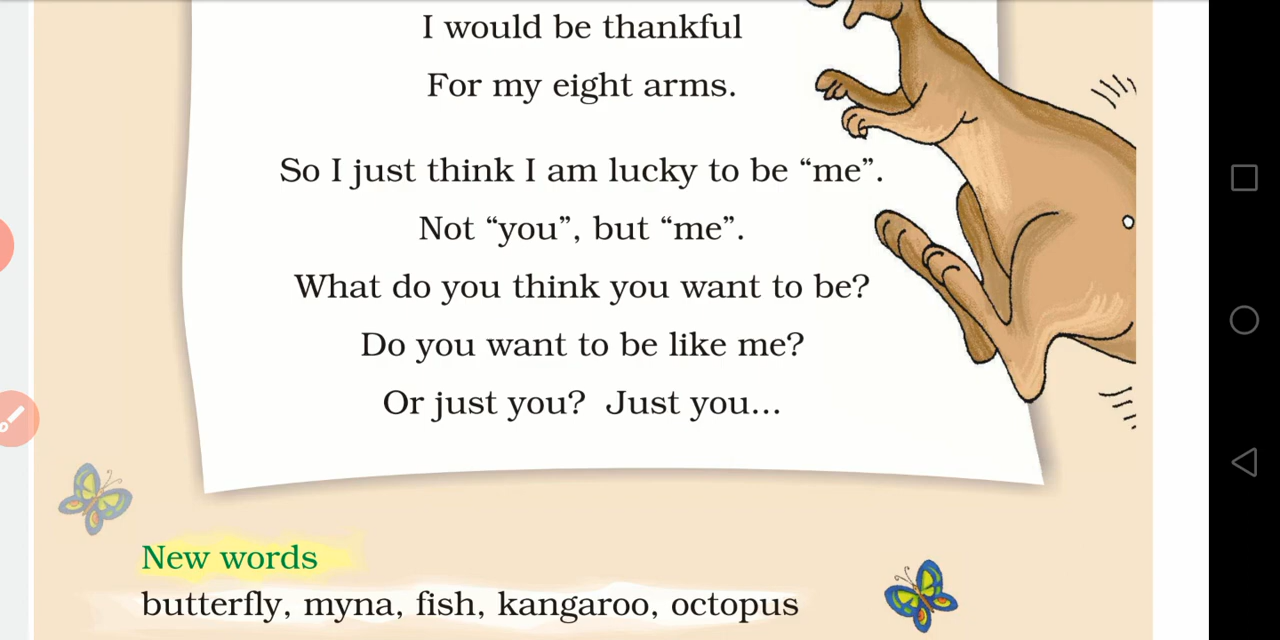 I would be thankful
For my eight arms.
So I just think I am lucky to be “me”.
Not “you”, but “me”.
What do you think you want to be?
Do you want to be like me?
Or just you?  Just you...
New words
butterfly, myna, fish, kangaroo, octopus